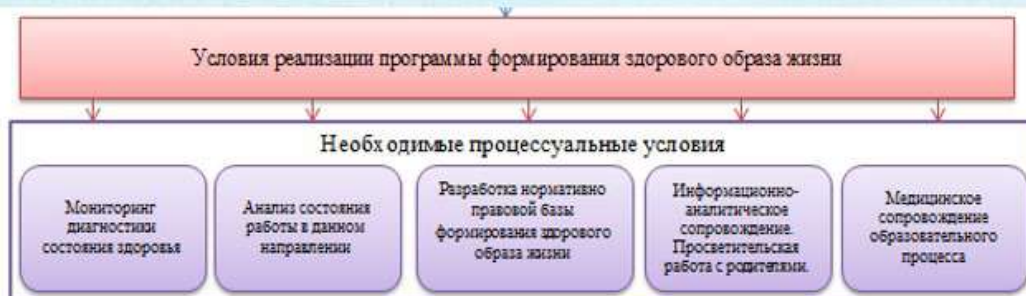 Условия реализации программы формирования здорового образа жизни
Необходимые процессуальные условия
Мониторинг
диагностики
состояния здоровья
Анализ состояния
работы в данном
направлении
Разработка нормативно
правовой базы
формирования здорового
образа жизни
Информационно-
аналитическое
сопровождение.
Просветительская
работа с родителями.
Медицинское
сопровождение
образовательного
процесса